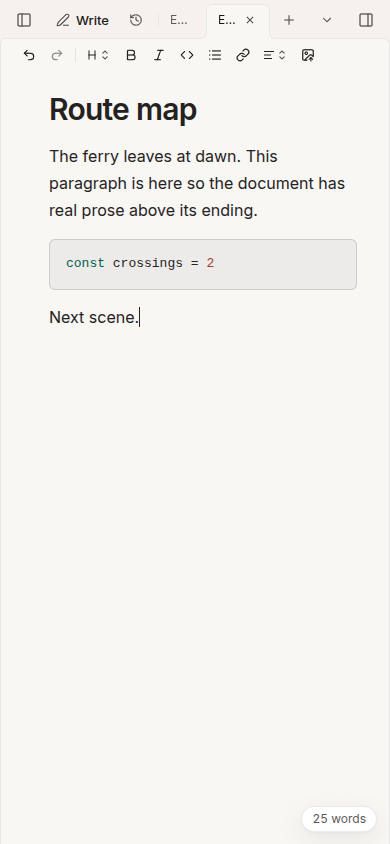 Write
E...
E...
H
B
I
Route map
The ferry leaves at dawn. This
paragraph is here so the document has
real prose above its ending.
const crossings = 2
Next scene.
25 words